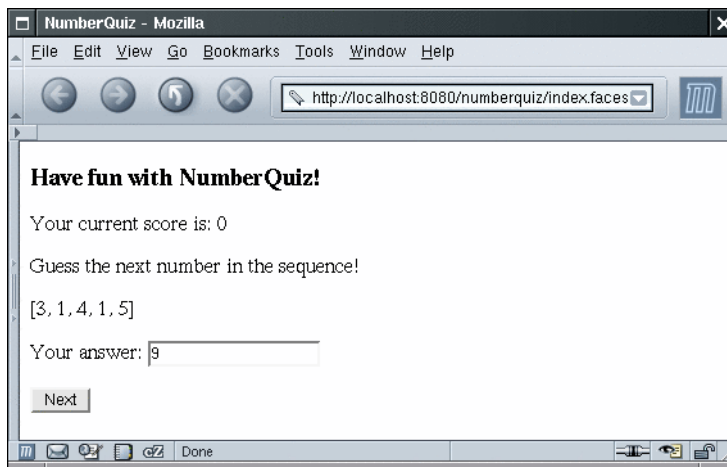 NumberQuiz - Mozilla
File Edit View Go Bookmarks Tools Window Help
http://localhost:8080/numberquiz/index.faces
Have fun with NumberQuiz!
Your current score is: 0
Guess the next number in the sequence!
[3, 1, 4, 1, 5]
Your answer: 9
Next
Done